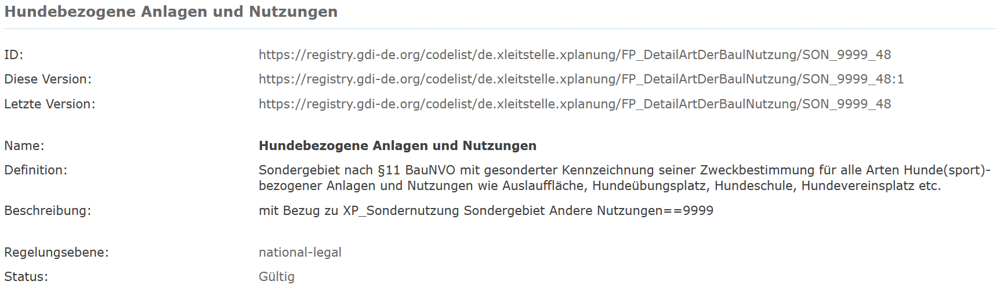 Hundebezogene Anlagen und Nutzungen
ID: https://registry.gdi-de.org/codelist/de.xleitstelle.xplanung/FP_DetailArtDerBaulNutzung/SON_9999_48
Diese Version: https://registry.gdi-de.org/codelist/de.xleitstelle.xplanung/FP_DetailArtDerBaulNutzung/SON_9999_48:1
Letzte Version: https://registry.gdi-de.org/codelist/de.xleitstelle.xplanung/FP_DetailArtDerBaulNutzung/SON_9999_48
Name: Hundebezogene Anlagen und Nutzungen
Definition: Sondergebiet nach §11 BauNVO mit gesonderter Kennzeichnung seiner Zweckbestimmung für alle Arten Hunde(sport)-
bezogener Anlagen und Nutzungen wie Auslauffläche, Hundeübungsplatz, Hundeschule, Hundevereinsplatz etc.
Beschreibung: mit Bezug zu XP_Sondernutzung Sondergebiet Andere Nutzungen==9999
Regelungsebene: national-legal
Status: Gültig